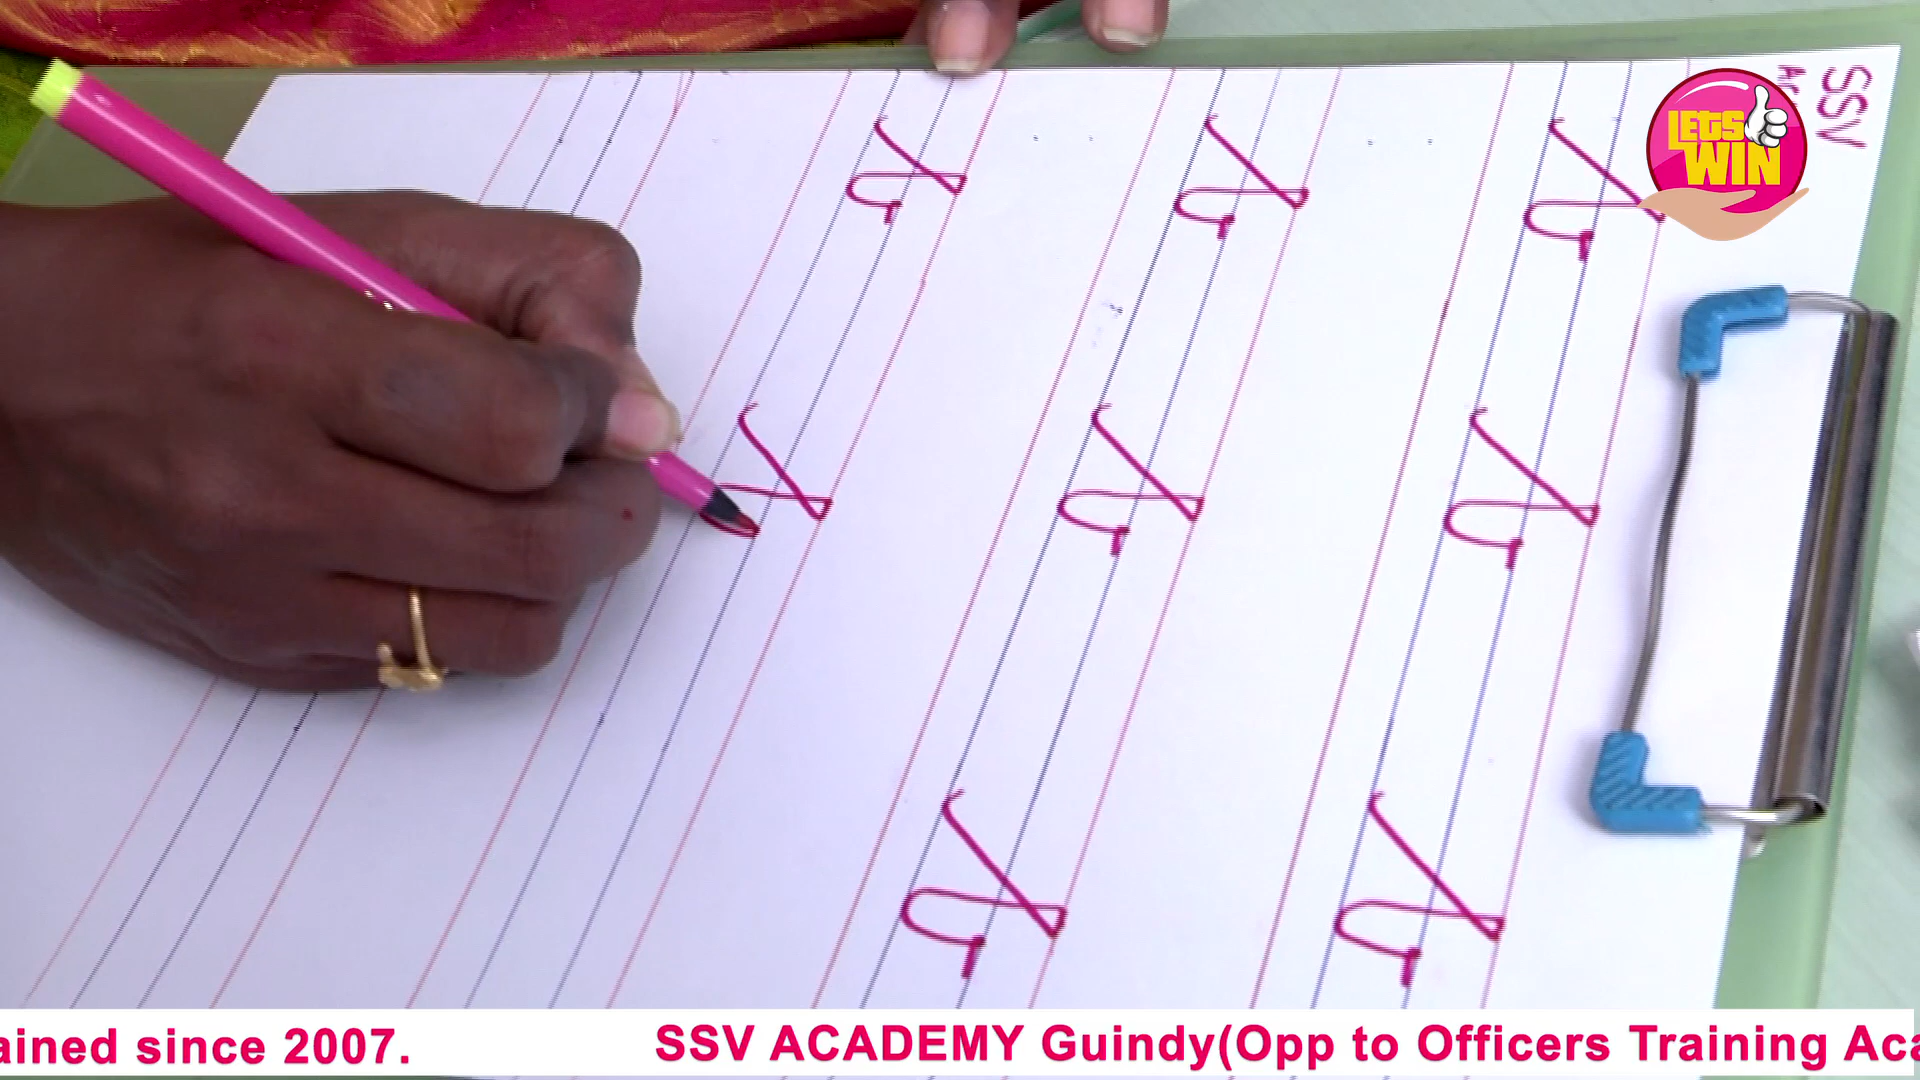 SSV
b b b
b b b
b b
LETS
WIN
ained since 2007. SSV ACADEMY Guindy(Opp to Officers Training Aca